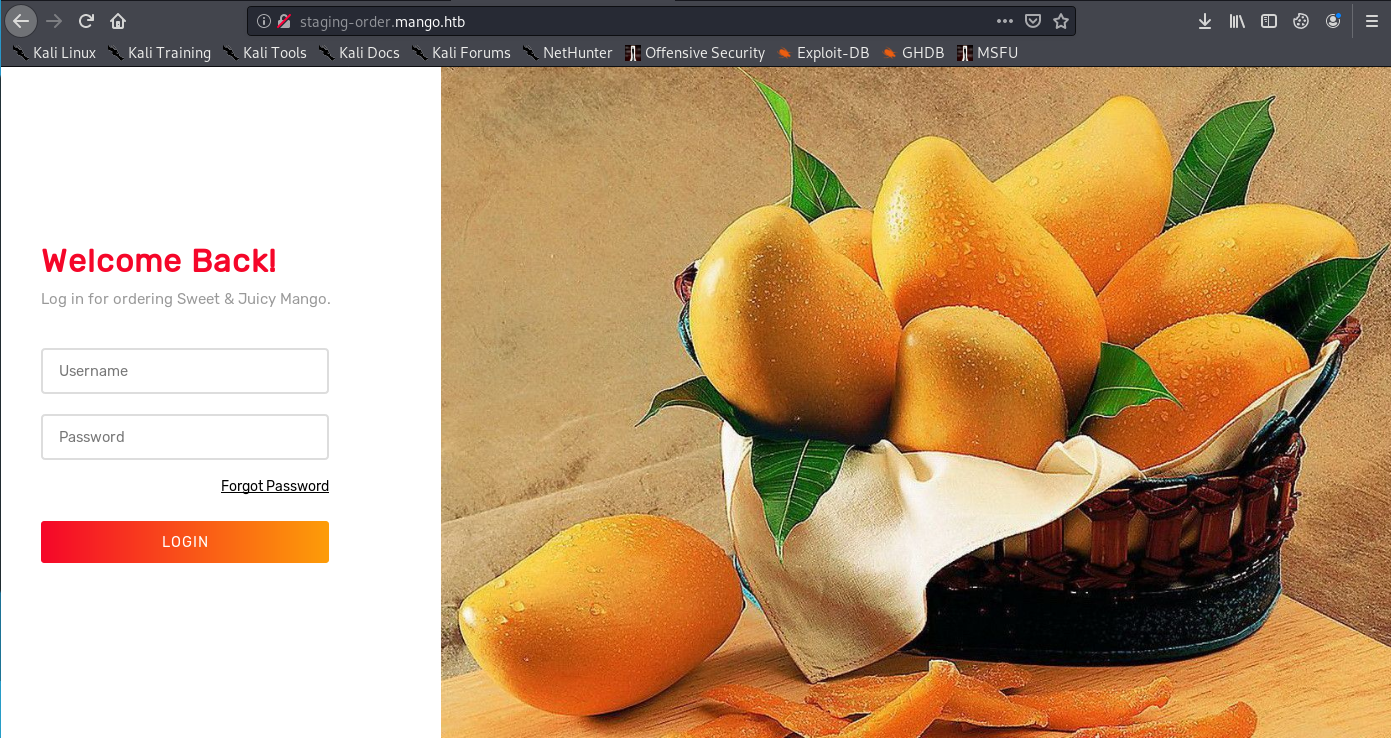 staging-order.mango.htb
Kali Linux Kali Training Kali Tools Kali Docs Kali Forums NetHunter Offensive Security Exploit-DB GHDB MSFU
Welcome Back!
Log in for ordering Sweet & Juicy Mango.
Username
Password
Forgot Password
LOGIN